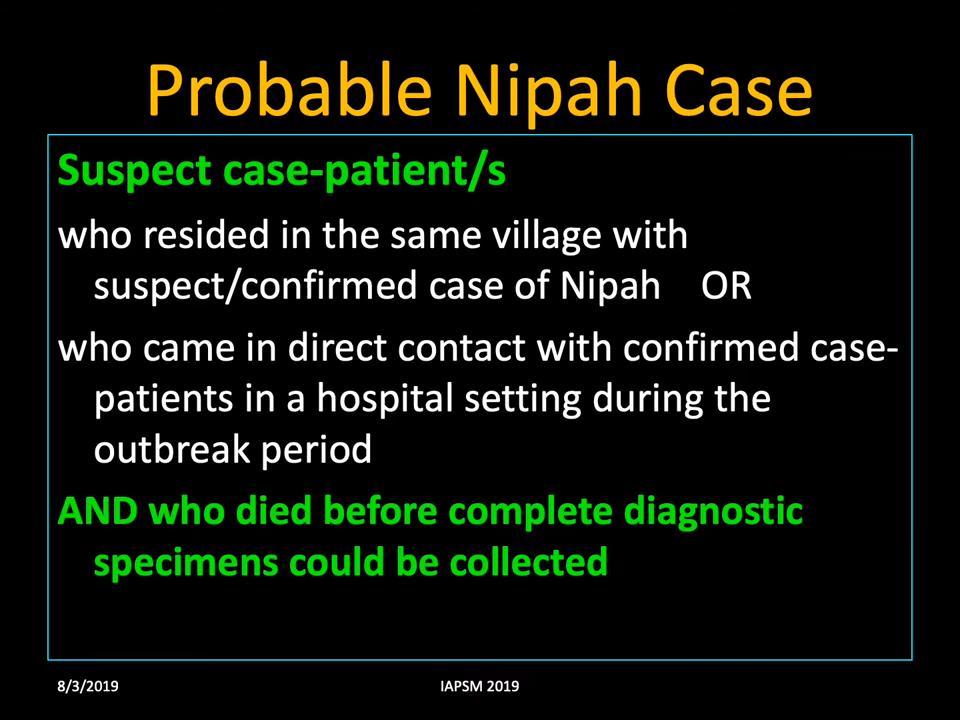 Probable Nipah Case
Suspect case-patient/s
who resided in the same village with
suspect/confirmed case of Nipah OR
who came in direct contact with confirmed case-
patients in a hospital setting during the
outbreak period
AND who died before complete diagnostic
specimens could be collected
8/3/2019
IAPSM 2019